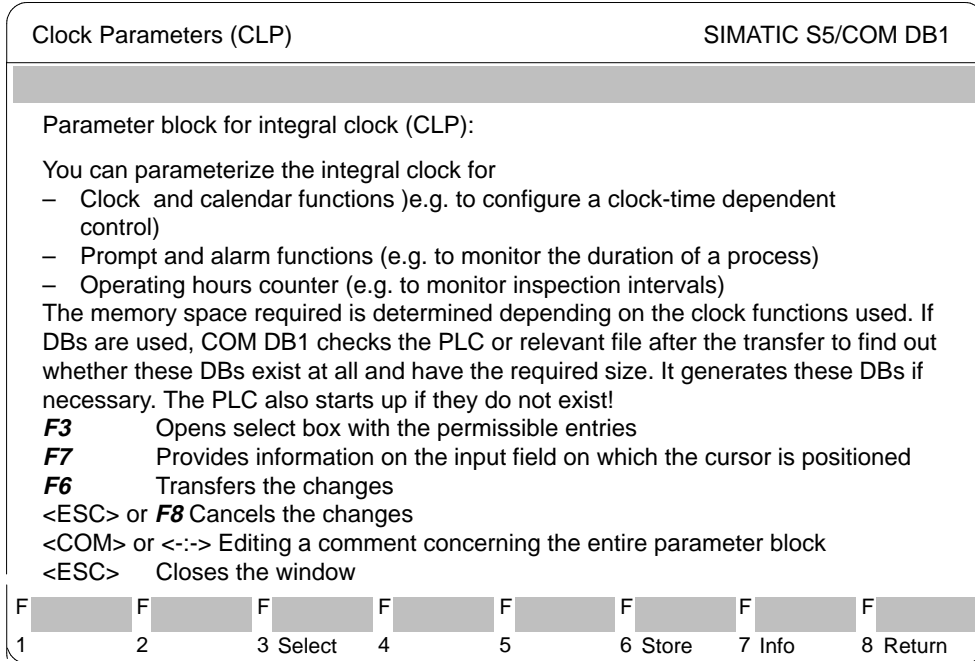 Clock Parameters (CLP) SIMATIC S5/COM DB1
Parameter block for integral clock (CLP):
You can parameterize the integral clock for
– Clock and calendar functions )e.g. to configure a clock-time dependent
control)
– Prompt and alarm functions (e.g. to monitor the duration of a process)
– Operating hours counter (e.g. to monitor inspection intervals)
The memory space required is determined depending on the clock functions used. If
DBs are used, COM DB1 checks the PLC or relevant file after the transfer to find out
whether these DBs exist at all and have the required size. It generates these DBs if
necessary. The PLC also starts up if they do not exist!
F3 Opens select box with the permissible entries
F7 Provides information on the input field on which the cursor is positioned
F6 Transfers the changes
<ESC> or F8 Cancels the changes
<COM> or <-:-> Editing a comment concerning the entire parameter block
<ESC> Closes the window
F F F F F F F F
1 2 3 Select 4 5 6 Store 7 Info 8 Return